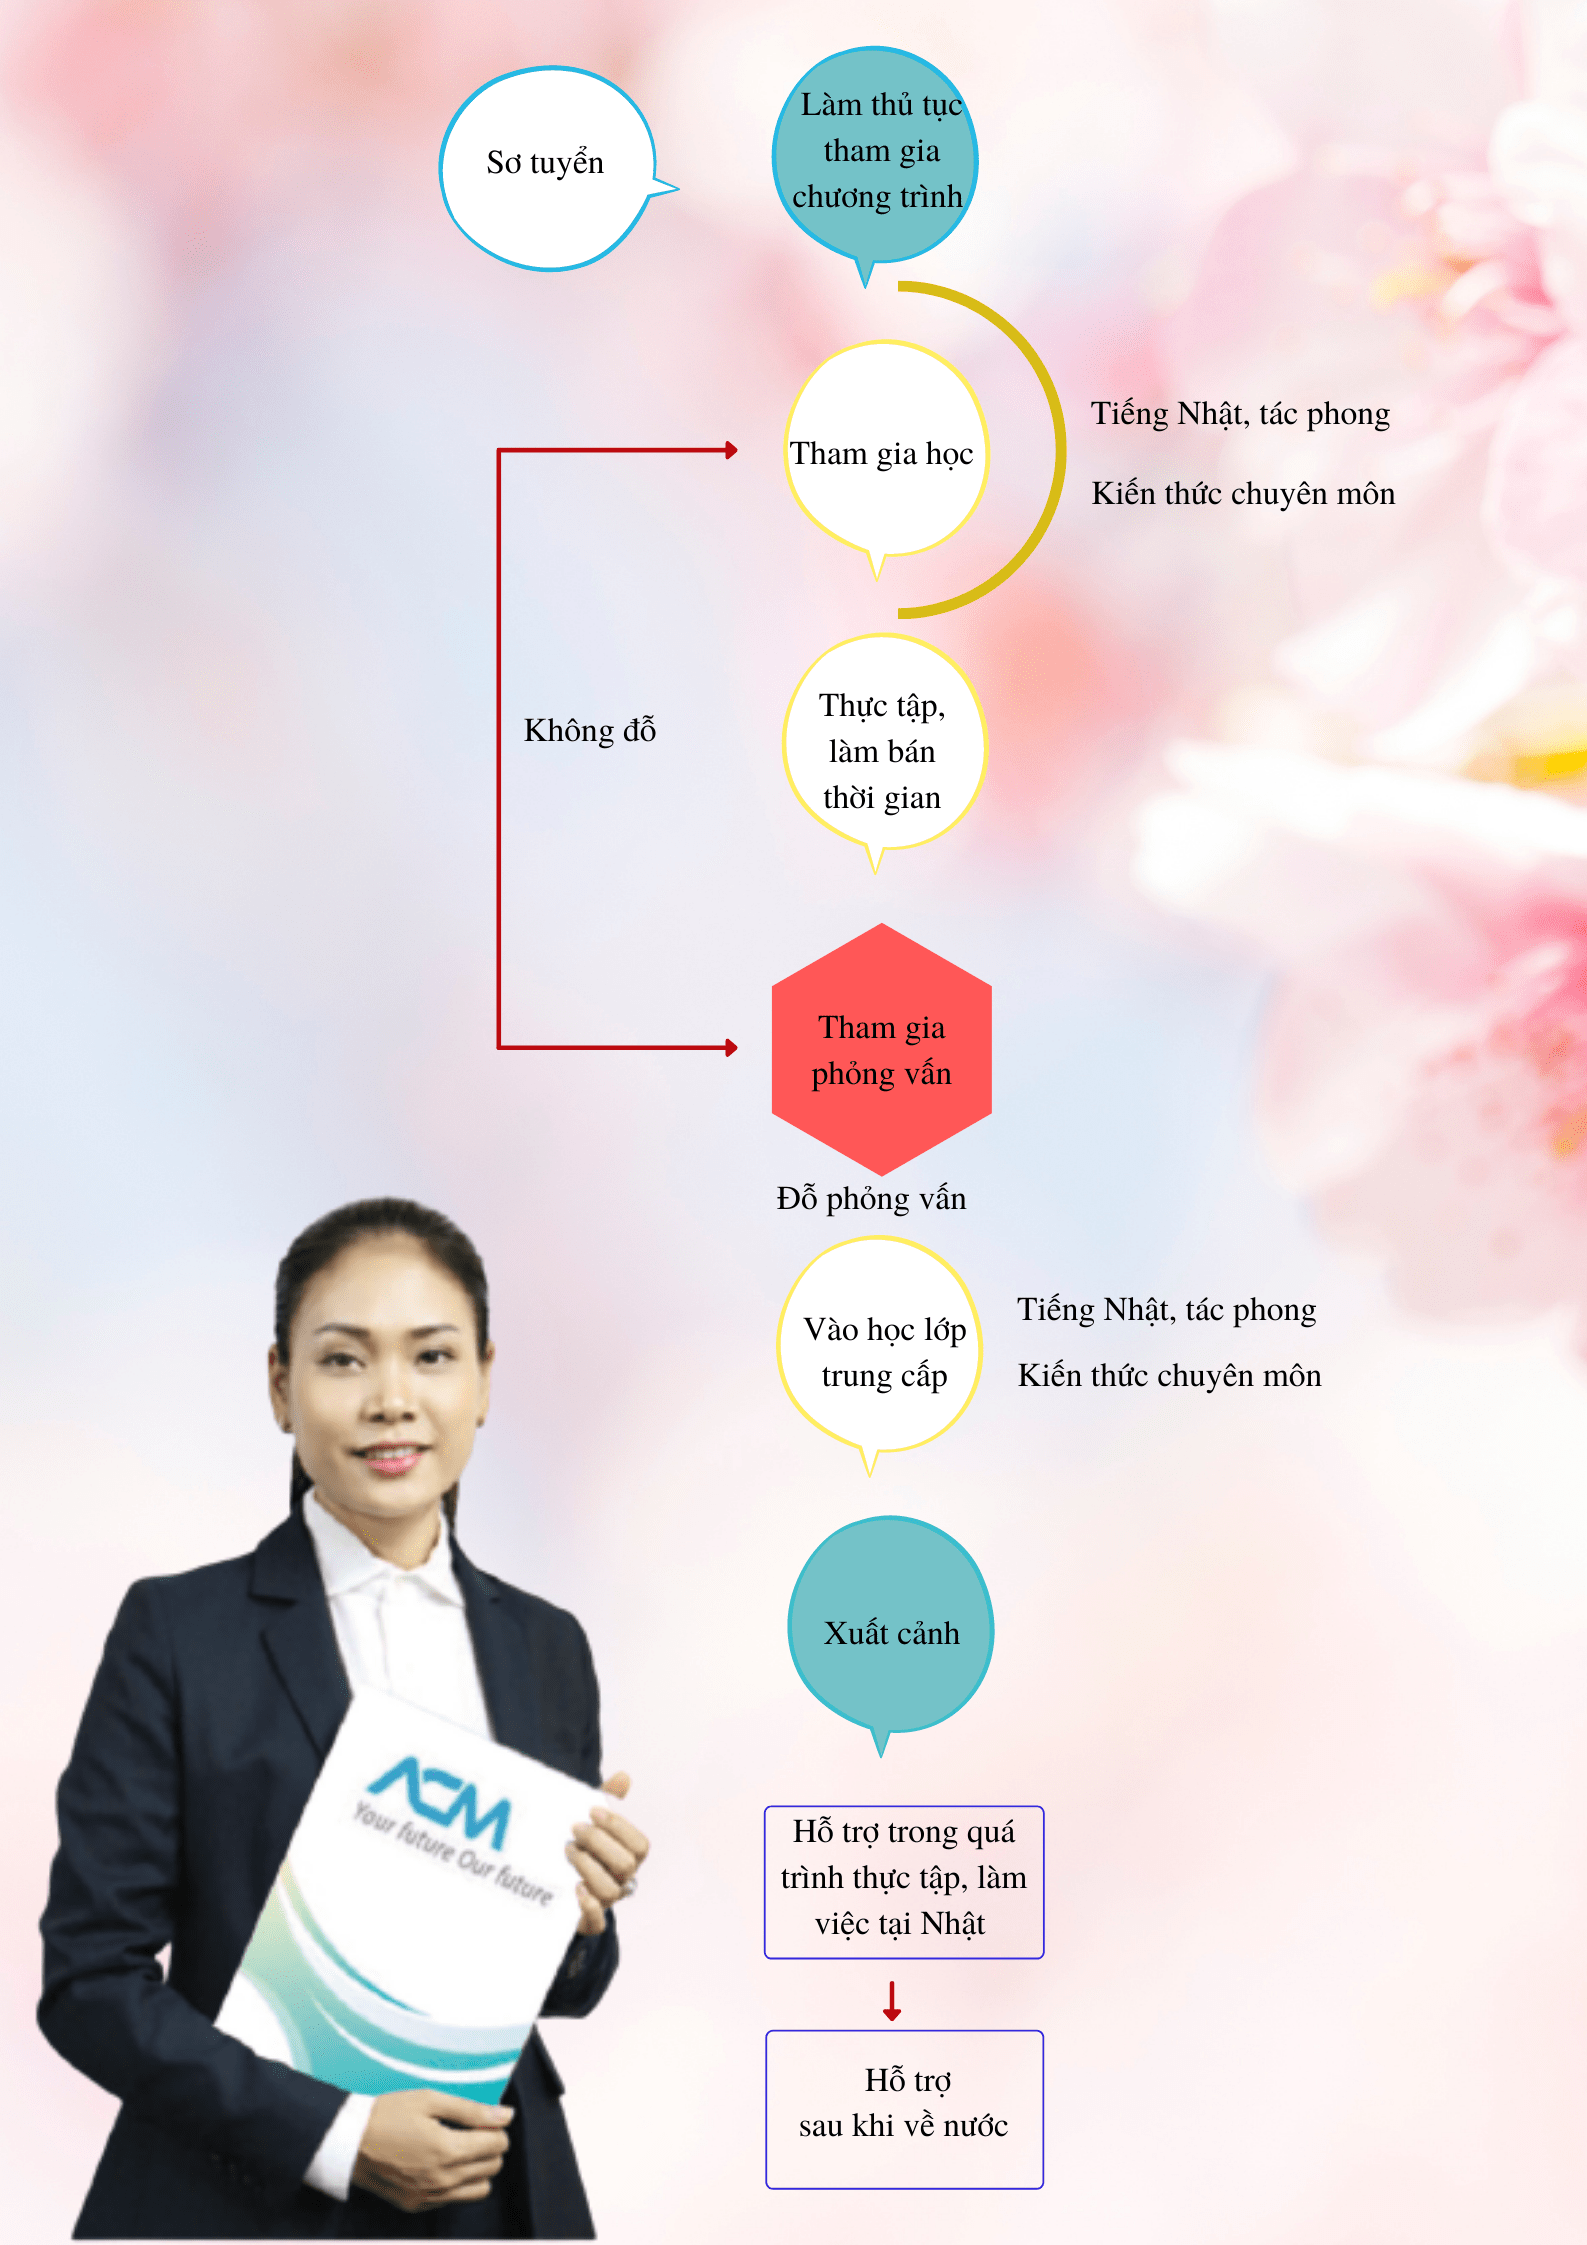 Sơ tuyển
Làm thủ tục
tham gia
chương trình
Tham gia học
Tiếng Nhật, tác phong
Kiến thức chuyên môn
Thực tập,
làm bán
thời gian
Không đỗ
Tham gia
phỏng vấn
Đỗ phỏng vấn
Vào học lớp
trung cấp
Tiếng Nhật, tác phong
Kiến thức chuyên môn
Xuất cảnh
ACM
Your future Our future
Hỗ trợ trong quá
trình thực tập, làm
việc tại Nhật
Hỗ trợ
sau khi về nước